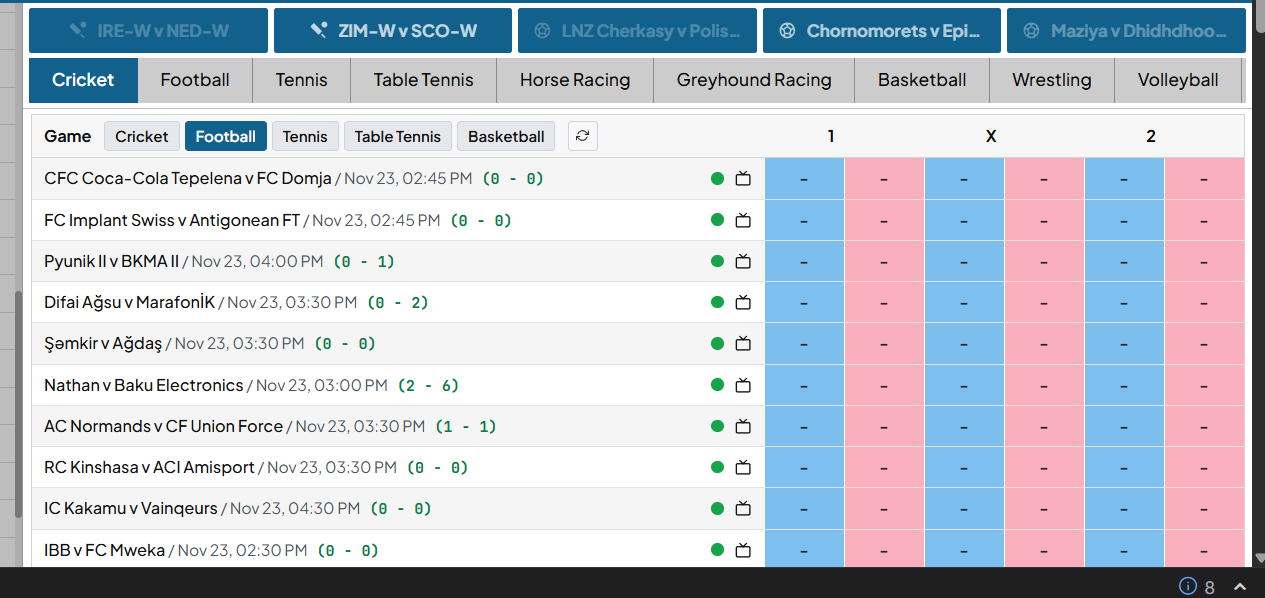 IRE-W v NED-W ZIM-W v SCO-W LNZ Cherkasy v Polis... Chornomorets v Epi... Maziya v Dhidhdhoo...
Cricket Football Tennis Table Tennis Horse Racing Greyhound Racing Basketball Wrestling Volleyball
Game Cricket Football Tennis Table Tennis Basketball 1 X 2
CFC Coca-Cola Tepelena v FC Domja / Nov 23, 02:45 PM (0 - 0) - - - - - -
FC Implant Swiss v Antigonean FT / Nov 23, 02:45 PM (0 - 0) - - - - - -
Pyunik II v BKMA II / Nov 23, 04:00 PM (0 - 1) - - - - - -
Difai Ağsu v MarafonİK / Nov 23, 03:30 PM (0 - 2) - - - - - -
Şəmkir v Ağdaş / Nov 23, 03:30 PM (0 - 0) - - - - - -
Nathan v Baku Electronics / Nov 23, 03:00 PM (2 - 6) - - - - - -
AC Normands v CF Union Force / Nov 23, 03:30 PM (1 - 1) - - - - - -
RC Kinshasa v ACI Amisport / Nov 23, 03:30 PM (0 - 0) - - - - - -
IC Kakamu v Vainqeurs / Nov 23, 04:30 PM (0 - 0) - - - - - -
IBB v FC Mweka / Nov 23, 02:30 PM (0 - 0) - - - - - -
8